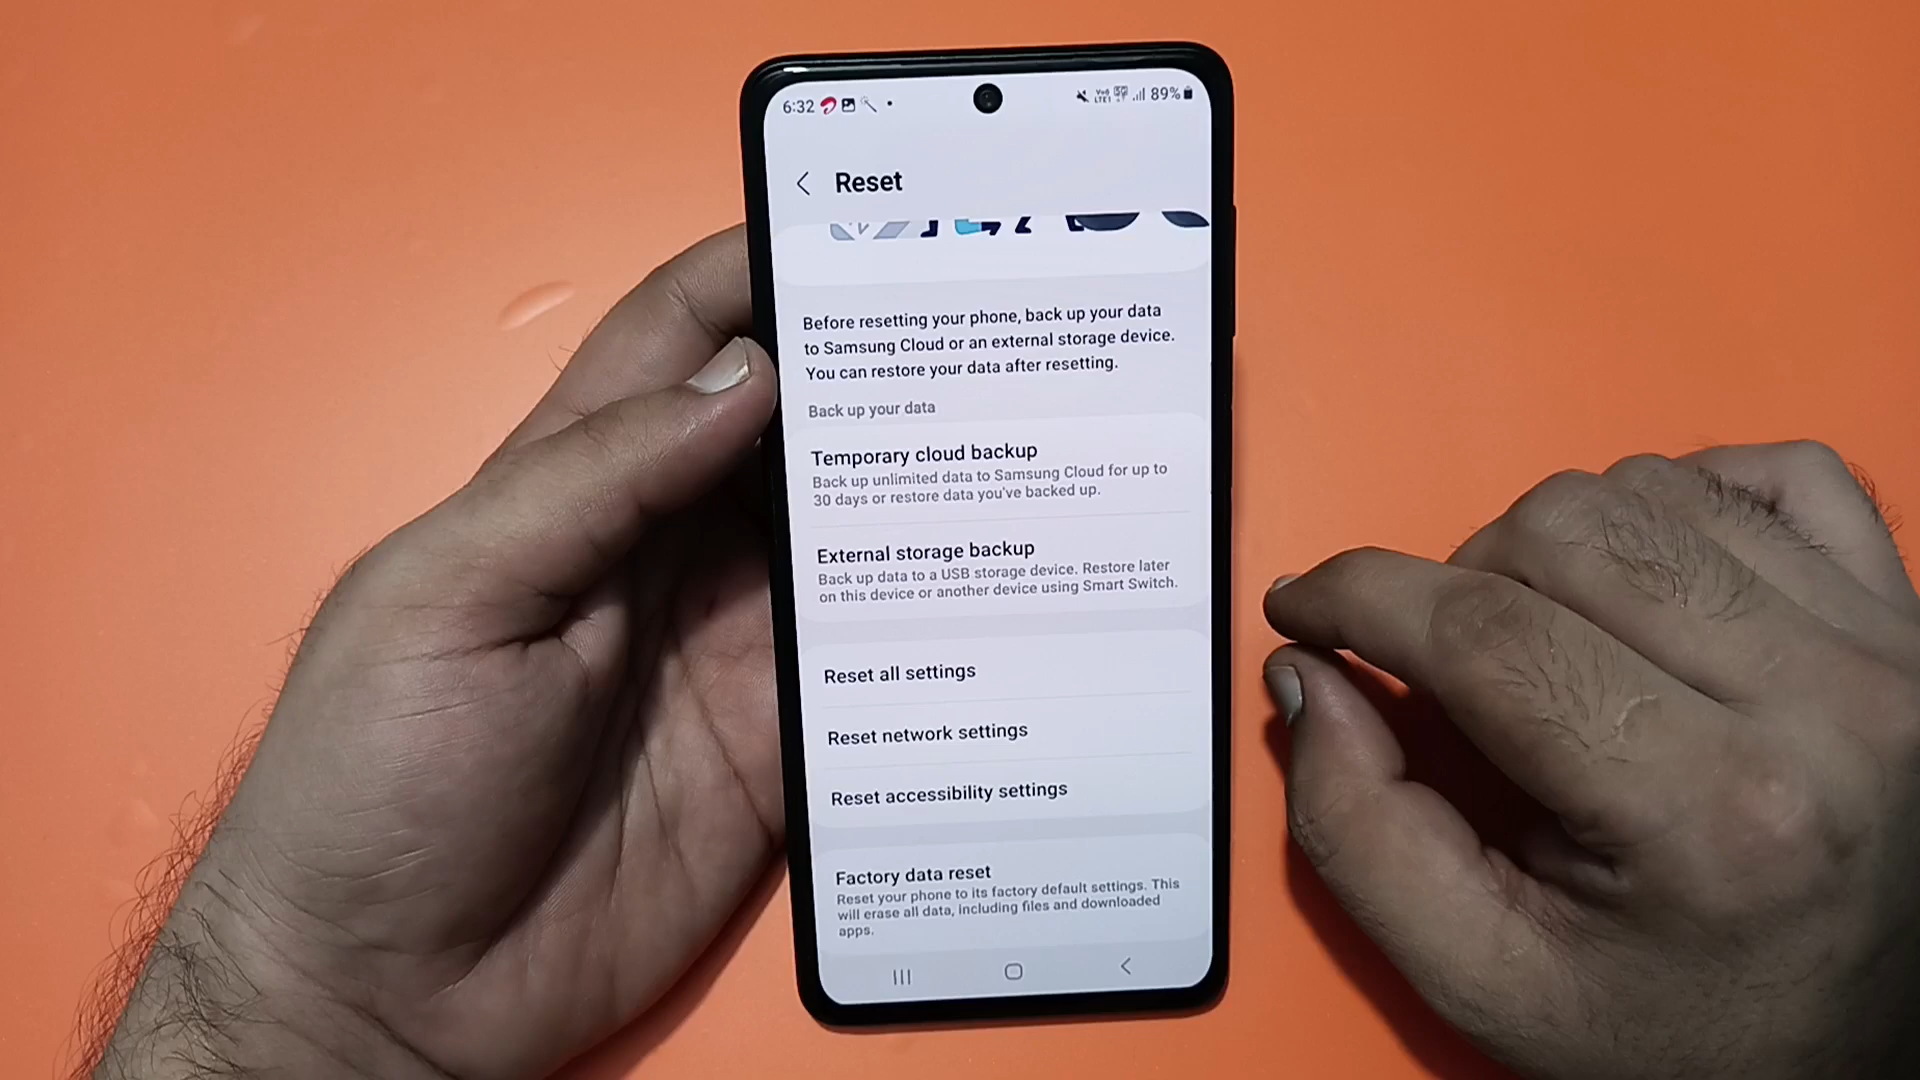 6:32
89%
Reset
Before resetting your phone, back up your data
to Samsung Cloud or an external storage device.
You can restore your data after resetting.
Back up your data
Temporary cloud backup
Back up unlimited data to Samsung Cloud for up to
30 days or restore data you've backed up.
External storage backup
Back up data to a USB storage device. Restore later
on this device or another device using Smart Switch.
Reset all settings
Reset network settings
Reset accessibility settings
Factory data reset
Reset your phone to its factory default settings. This
will erase all data, including files and downloaded
apps.